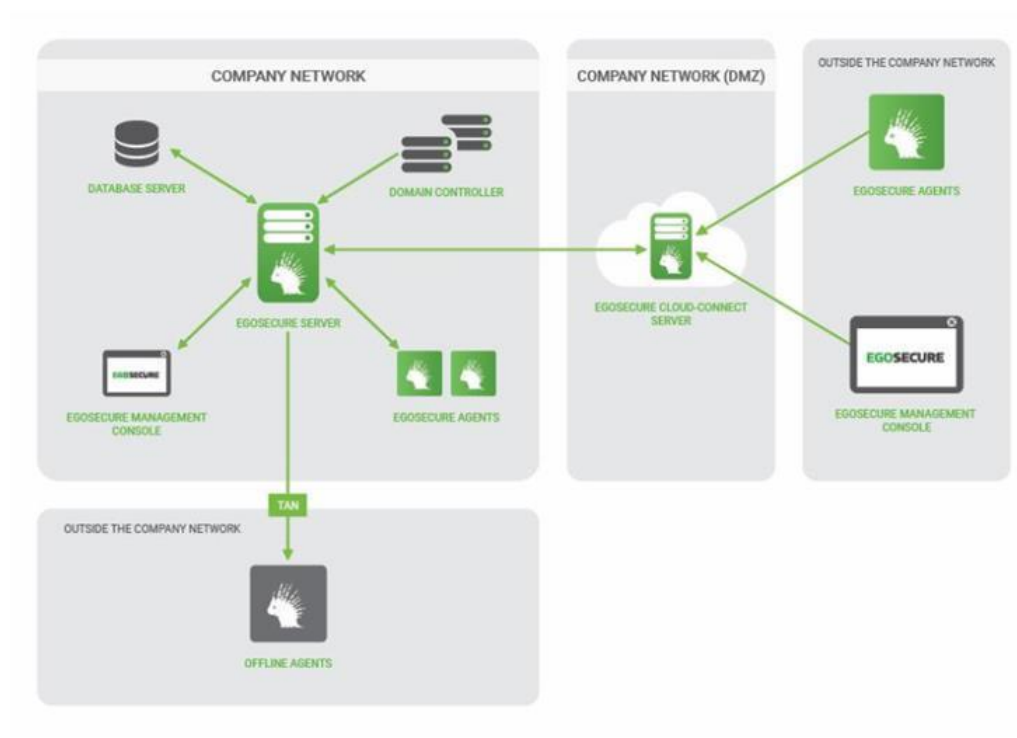 COMPANY NETWORK
DATABASE SERVER
DOMAIN CONTROLLER
EGOSECURE SERVER
EGOSECURE
EGOSECURE MANAGEMENT
CONSOLE
EGOSECURE AGENTS
COMPANY NETWORK (DMZ)
EGOSECURE CLOUD-CONNECT
SERVER
OUTSIDE THE COMPANY NETWORK
EGOSECURE AGENTS
EGOSECURE
EGOSECURE MANAGEMENT
CONSOLE
TAN
OUTSIDE THE COMPANY NETWORK
OFFLINE AGENTS